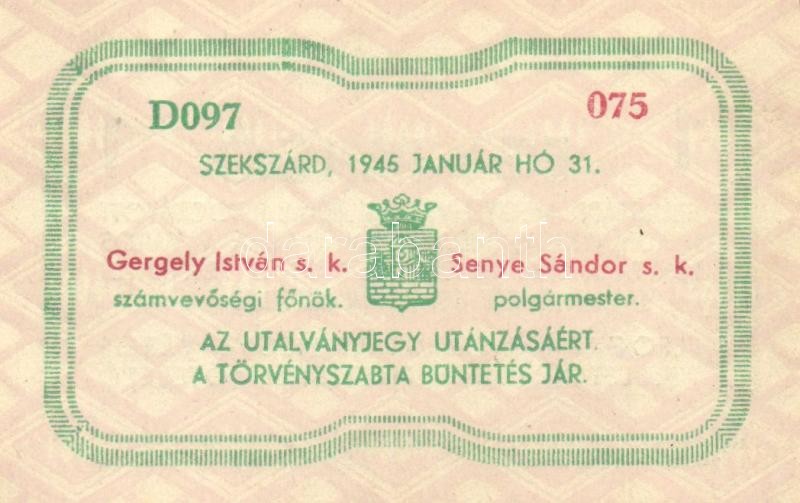 D097 075
SZEKSZÁRD, 1945 JANUÁR HÓ 31.
Gergely István s. k. Senye Sándor s. k.
számvevőségi főnök. polgármester.
AZ UTALVÁNYJEGY UTÁNZÁSÁÉRT
A TÖRVÉNYSZABTA BÜNTETÉS JÁR.
darabanth